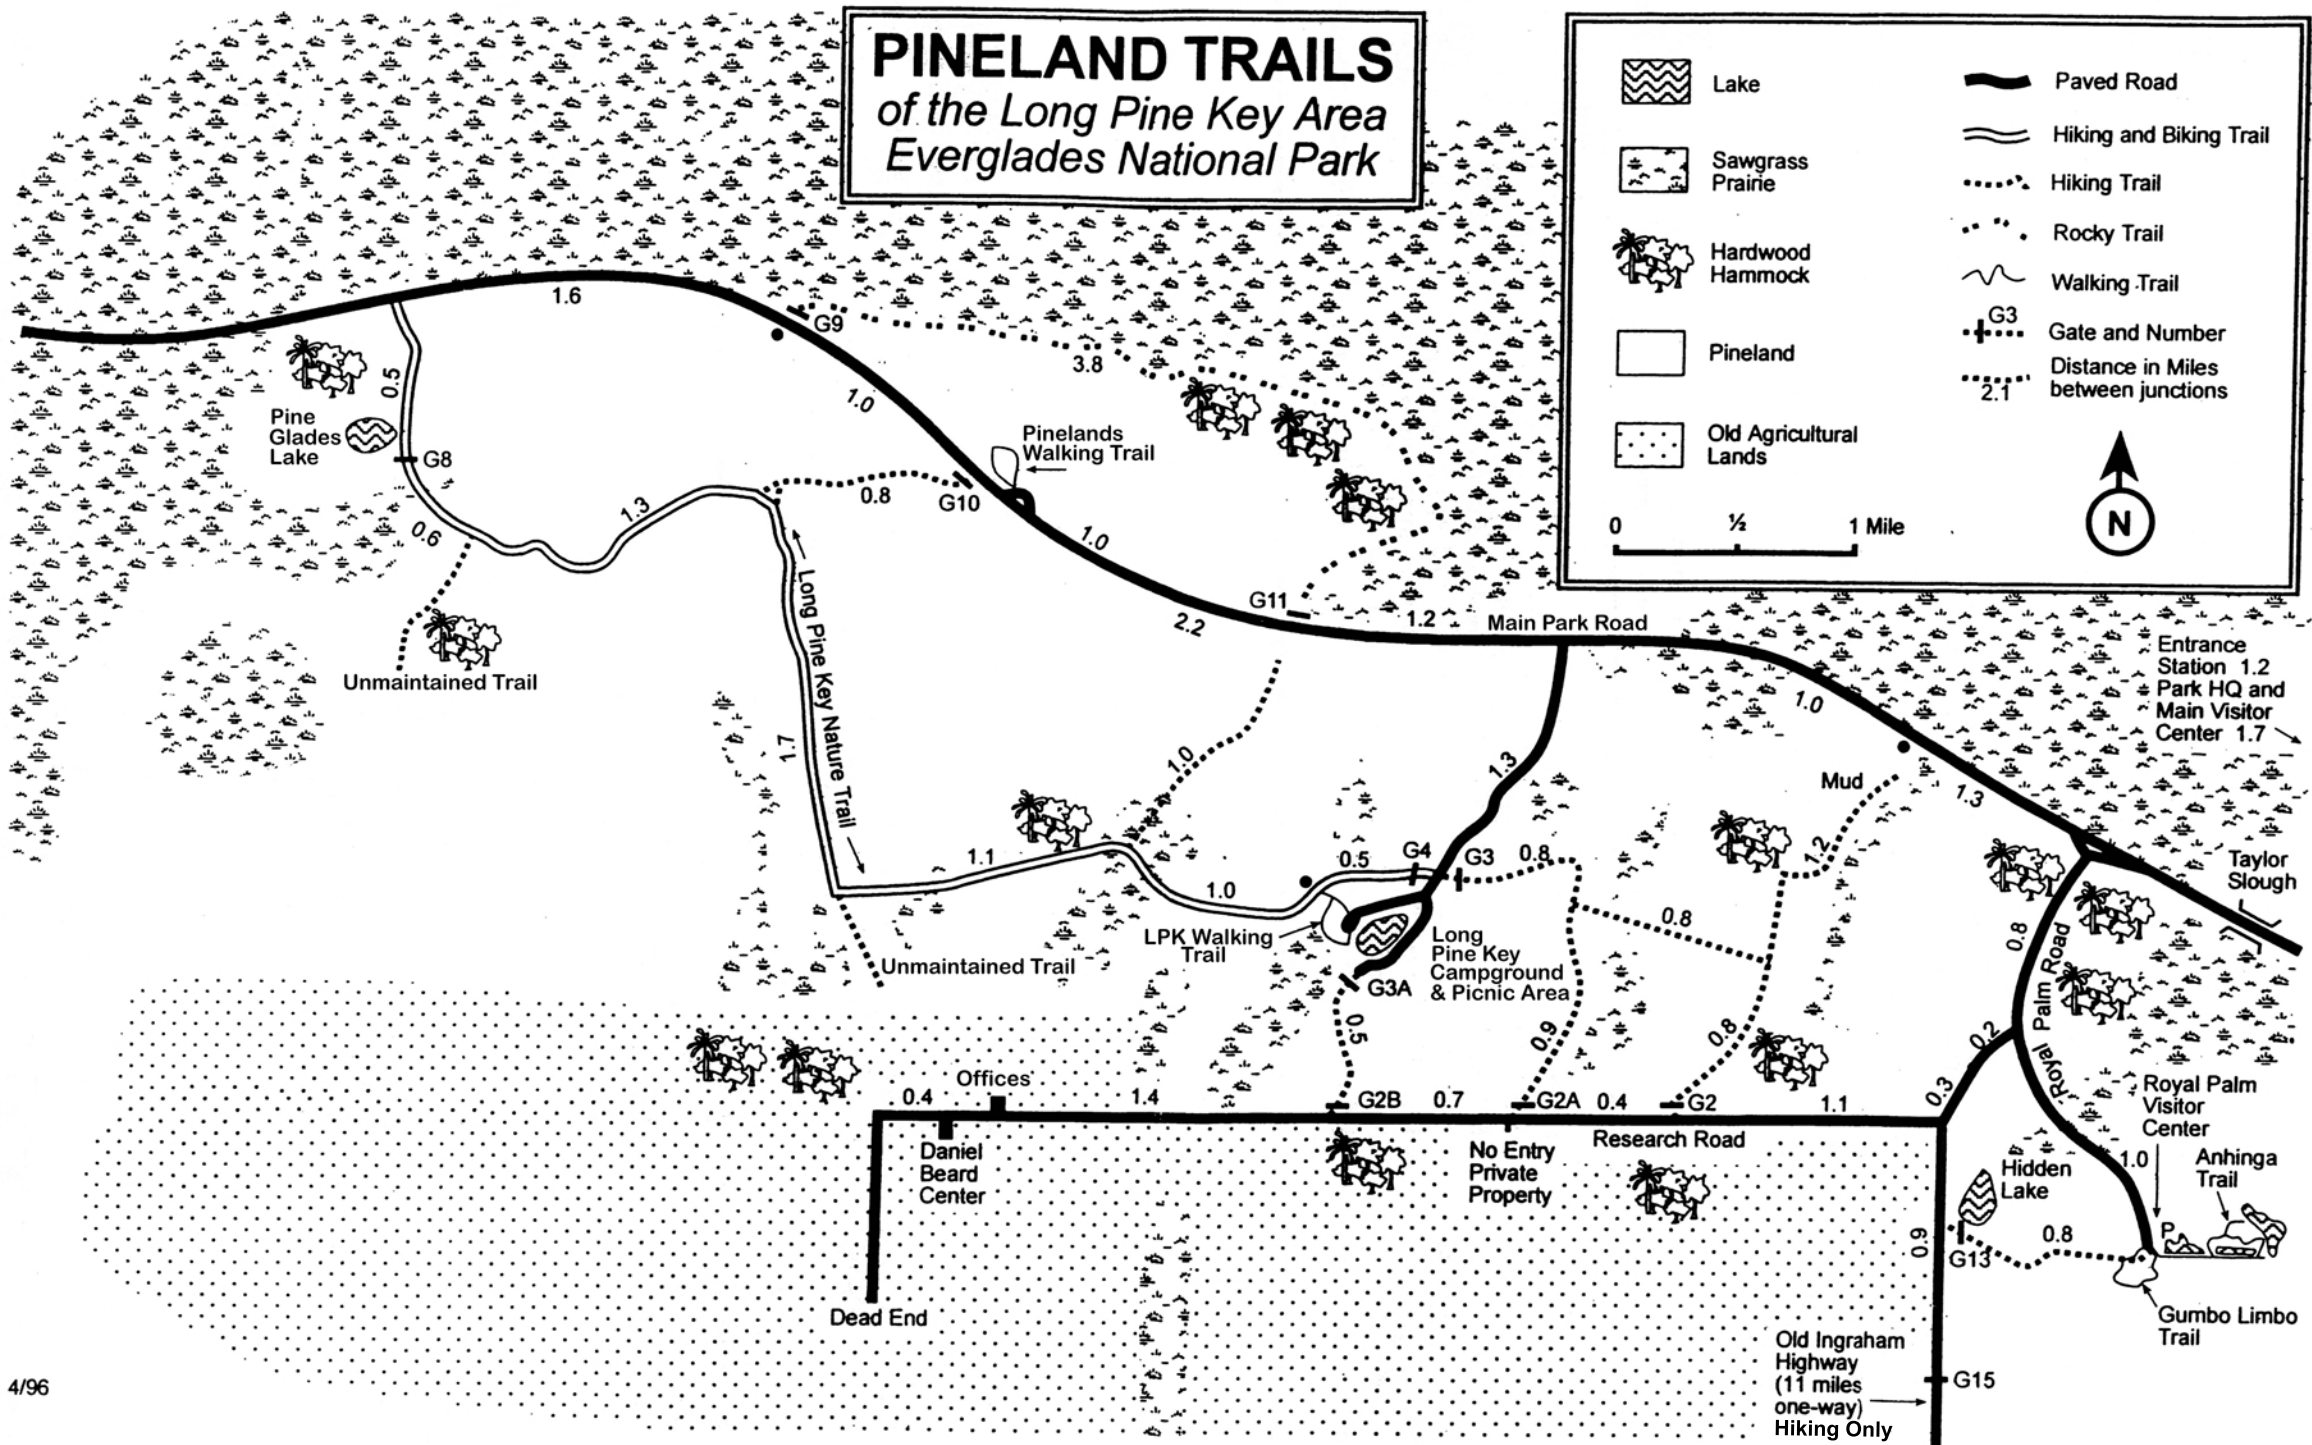 PINELAND TRAILS
of the Long Pine Key Area
Everglades National Park
Lake
Sawgrass
Prairie
Hardwood
Hammock
Pineland
Old Agricultural
Lands
Paved Road
Hiking and Biking Trail
Hiking Trail
Rocky Trail
Walking Trail
G3
Gate and Number
Distance in Miles
between junctions
2.1
0
½
1 Mile
N
1.6
G9
3.8
0.5
1.0
Pine
Glades
Lake
G8
Pinelands
Walking Trail
0.8
G10
1.3
0.6
1.0
Long Pine Key Nature Trail
G11
2.2
1.2
Main Park Road
Unmaintained Trail
Entrance
Station 1.2
Park HQ and
Main Visitor
Center 1.7
1.0
1.7
1.0
1.3
Mud
1.3
1.2
1.1
0.5
G4
G3
0.8
1.0
Taylor
Slough
LPK Walking
Trail
Long
Pine Key
Campground
& Picnic Area
0.8
0.8
Royal Palm Road
Unmaintained Trail
G3A
0.5
0.9
0.8
0.2
0.3
Offices
0.4
1.4
G2B
0.7
G2A
0.4
G2
1.1
Research Road
Daniel
Beard
Center
No Entry
Private
Property
Royal Palm
Visitor
Center
1.0
Anhinga
Trail
Hidden
Lake
P
0.9
G13
0.8
Dead End
Gumbo Limbo
Trail
Old Ingraham
Highway
(11 miles
one-way)
Hiking Only
G15
4/96